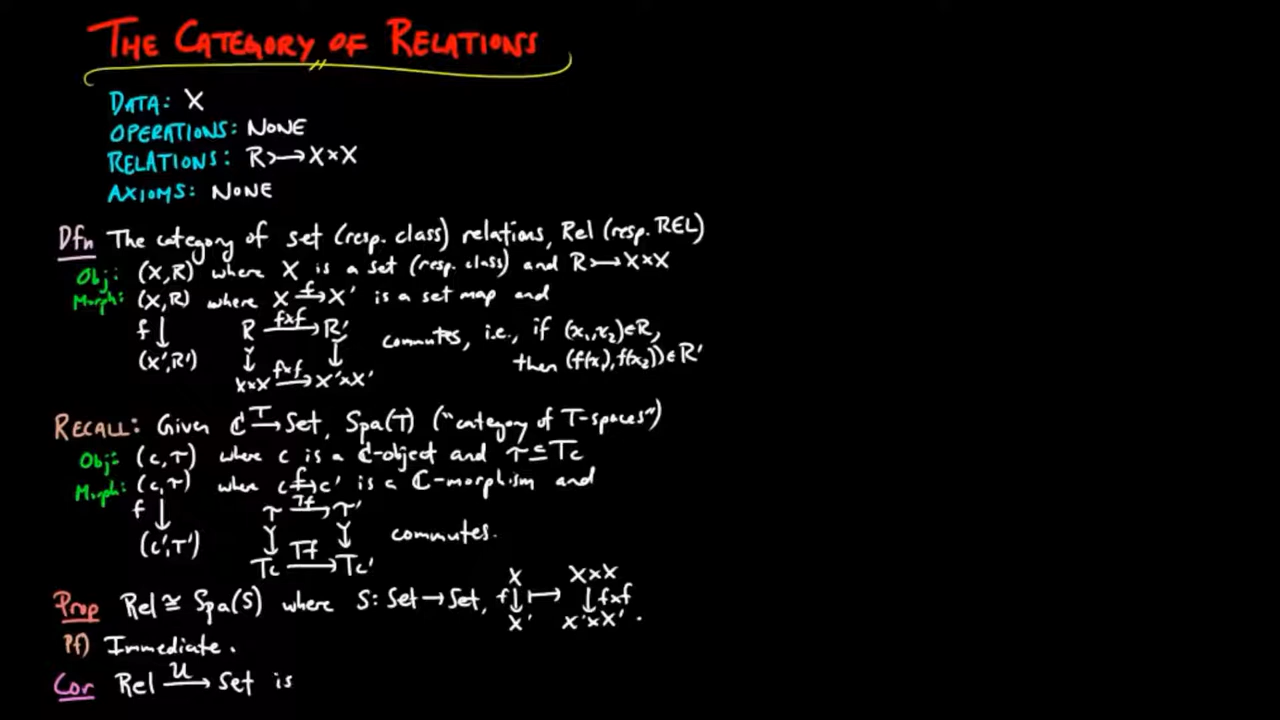 THE CATEGORY OF RELATIONS
DATA: X
OPERATIONS: NONE
RELATIONS: R↣X×X
AXIOMS: NONE
Dfn The category of set (resp. class) relations, Rel (resp. REL)
Obj: (X,R) where X is a set (resp. class) and R↣X×X
Morph: (X,R) where X →f X' is a set map and
f↓ R →f×f R' commutes, i.e., if (x₁,x₂)∈R,
(X',R') X×X →f×f X'×X' then (f(x₁),f(x₂))∈R'
RECALL: Given ℂ →T Set, Spa(T) ("category of T-spaces")
Obj: (c,τ) where c is a ℂ-object and τ⊆Tc
Morph: (c,τ) where c →f c' is a ℂ-morphism and
f↓ τ →Tf τ' commutes.
(c',τ') Tc →Tf Tc'
Prop Rel ≅ Spa(S) where S: Set→Set, X f↓ X' ↦ X×X ↓f×f X'×X'.
Pf) Immediate.
Cor Rel →U Set is